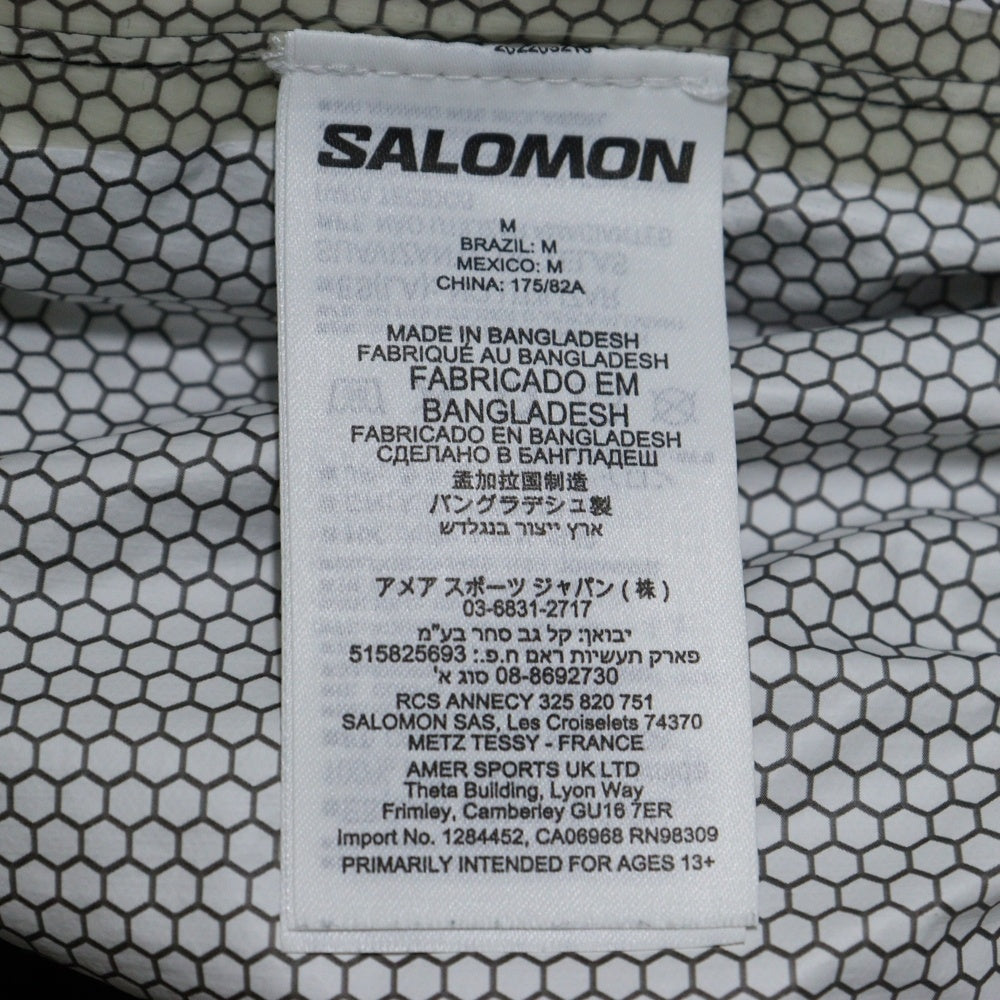 SALOMON
M
BRAZIL: M
MEXICO: M
CHINA: 175/82A
MADE IN BANGLADESH
FABRIQUÉ AU BANGLADESH
FABRICADO EM
BANGLADESH
FABRICADO EN BANGLADESH
СДЕЛАНО В БАНГЛАДЕШ
孟加拉国制造
バングラデシュ製
ארץ ייצור בנגלדש
アメア スポーツ ジャパン (株)
03-6831-2717
יבואן: קל גב סחר בע"מ
פארק תעשיות ראם ח.פ.: 515825693
08-8692730 סוג א'
RCS ANNECY 325 820 751
SALOMON SAS, Les Croiselets 74370
METZ TESSY - FRANCE
AMER SPORTS UK LTD
Theta Building, Lyon Way
Frimley, Camberley GU16 7ER
Import No. 1284452, CA06968 RN98309
PRIMARILY INTENDED FOR AGES 13+